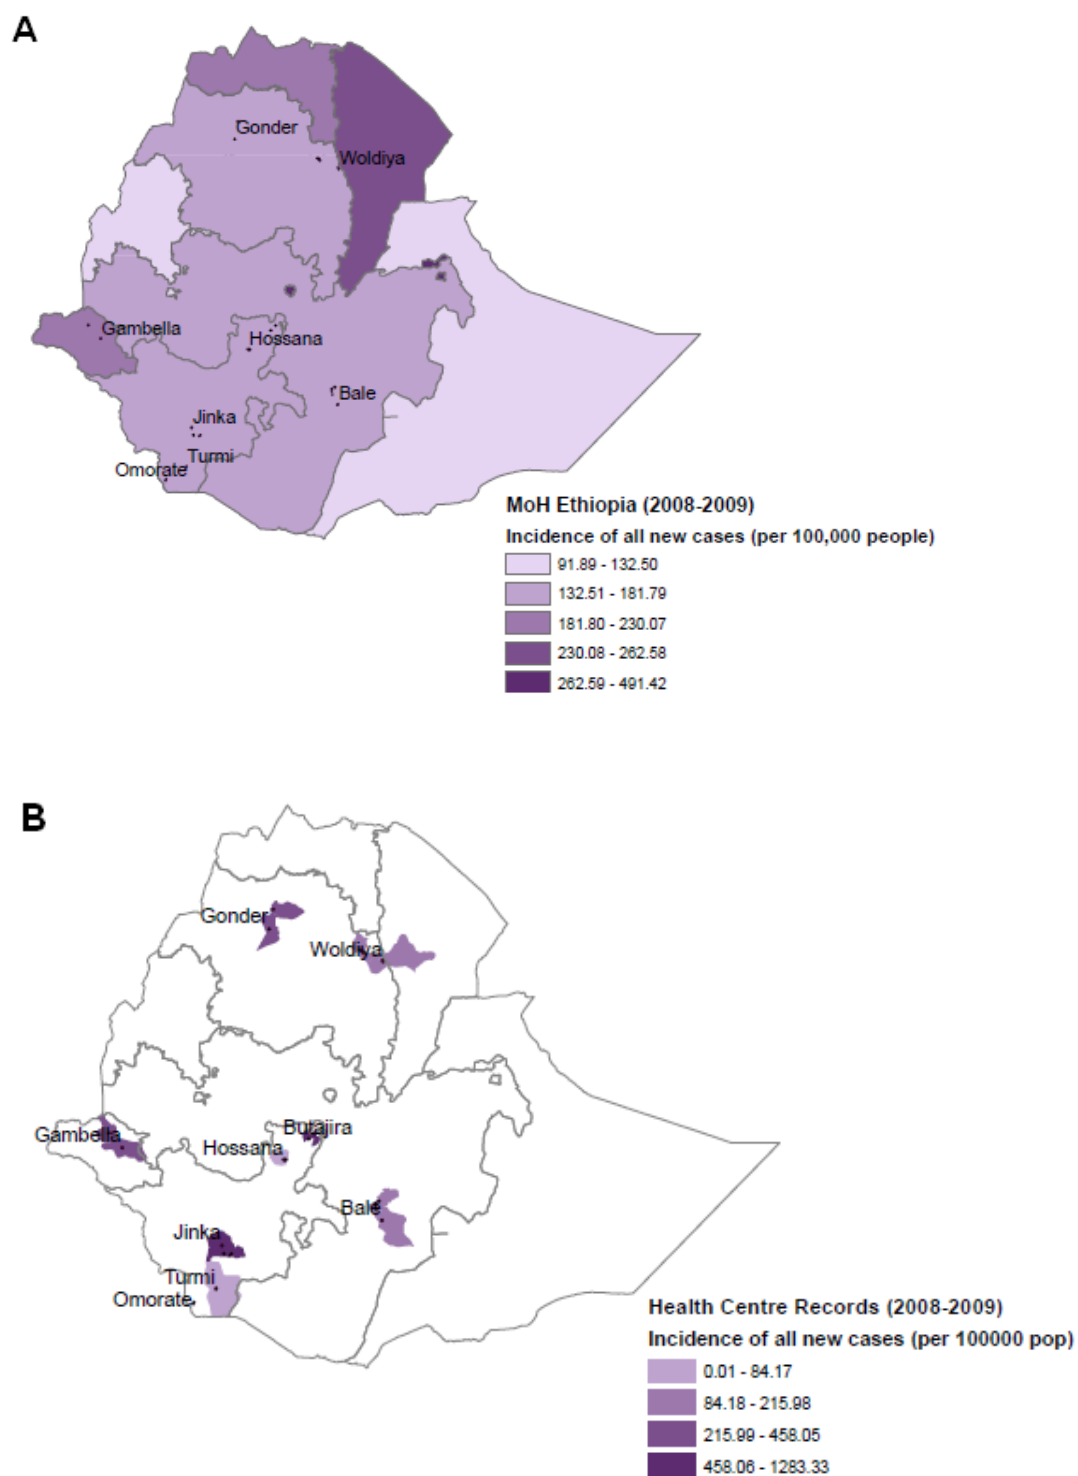 A
Gonder
Woldiya
Gambella
Hossana
Bale
Jinka
Turmi
Omorate
MoH Ethiopia (2008-2009)
Incidence of all new cases (per 100,000 people)
91.89 - 132.50
132.51 - 181.79
181.80 - 230.07
230.08 - 262.58
262.59 - 491.42
B
Gonder
Woldiya
Butajira
Gambella
Hossana
Bale
Jinka
Turmi
Omorate
Health Centre Records (2008-2009)
Incidence of all new cases (per 100000 pop)
0.01 - 84.17
84.18 - 215.98
215.99 - 458.05
458.06 - 1283.33